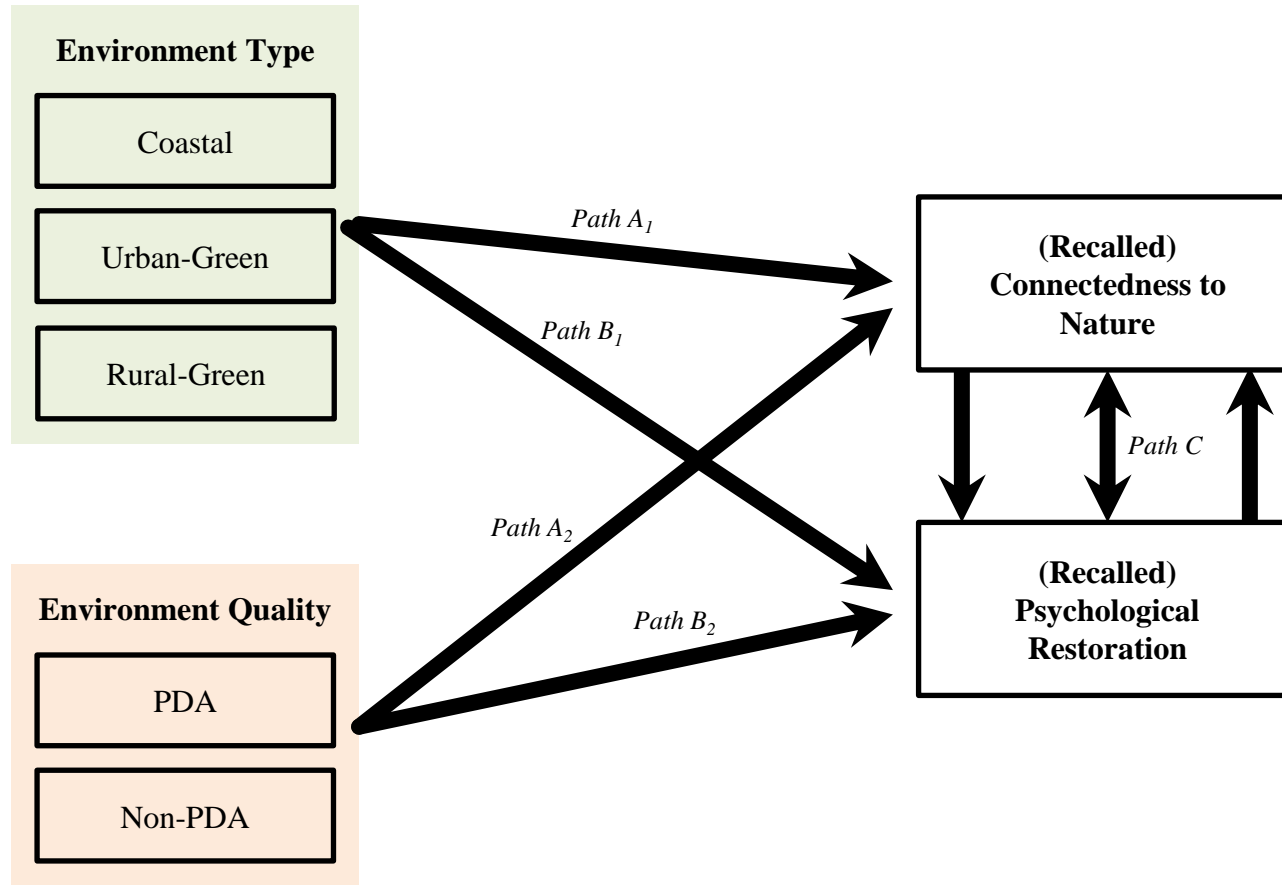 Environment Type
Coastal
Urban-Green
Rural-Green
Environment Quality
PDA
Non-PDA
Path A1
Path B1
Path A2
Path B2
(Recalled)
Connectedness to
Nature
Path C
(Recalled)
Psychological
Restoration